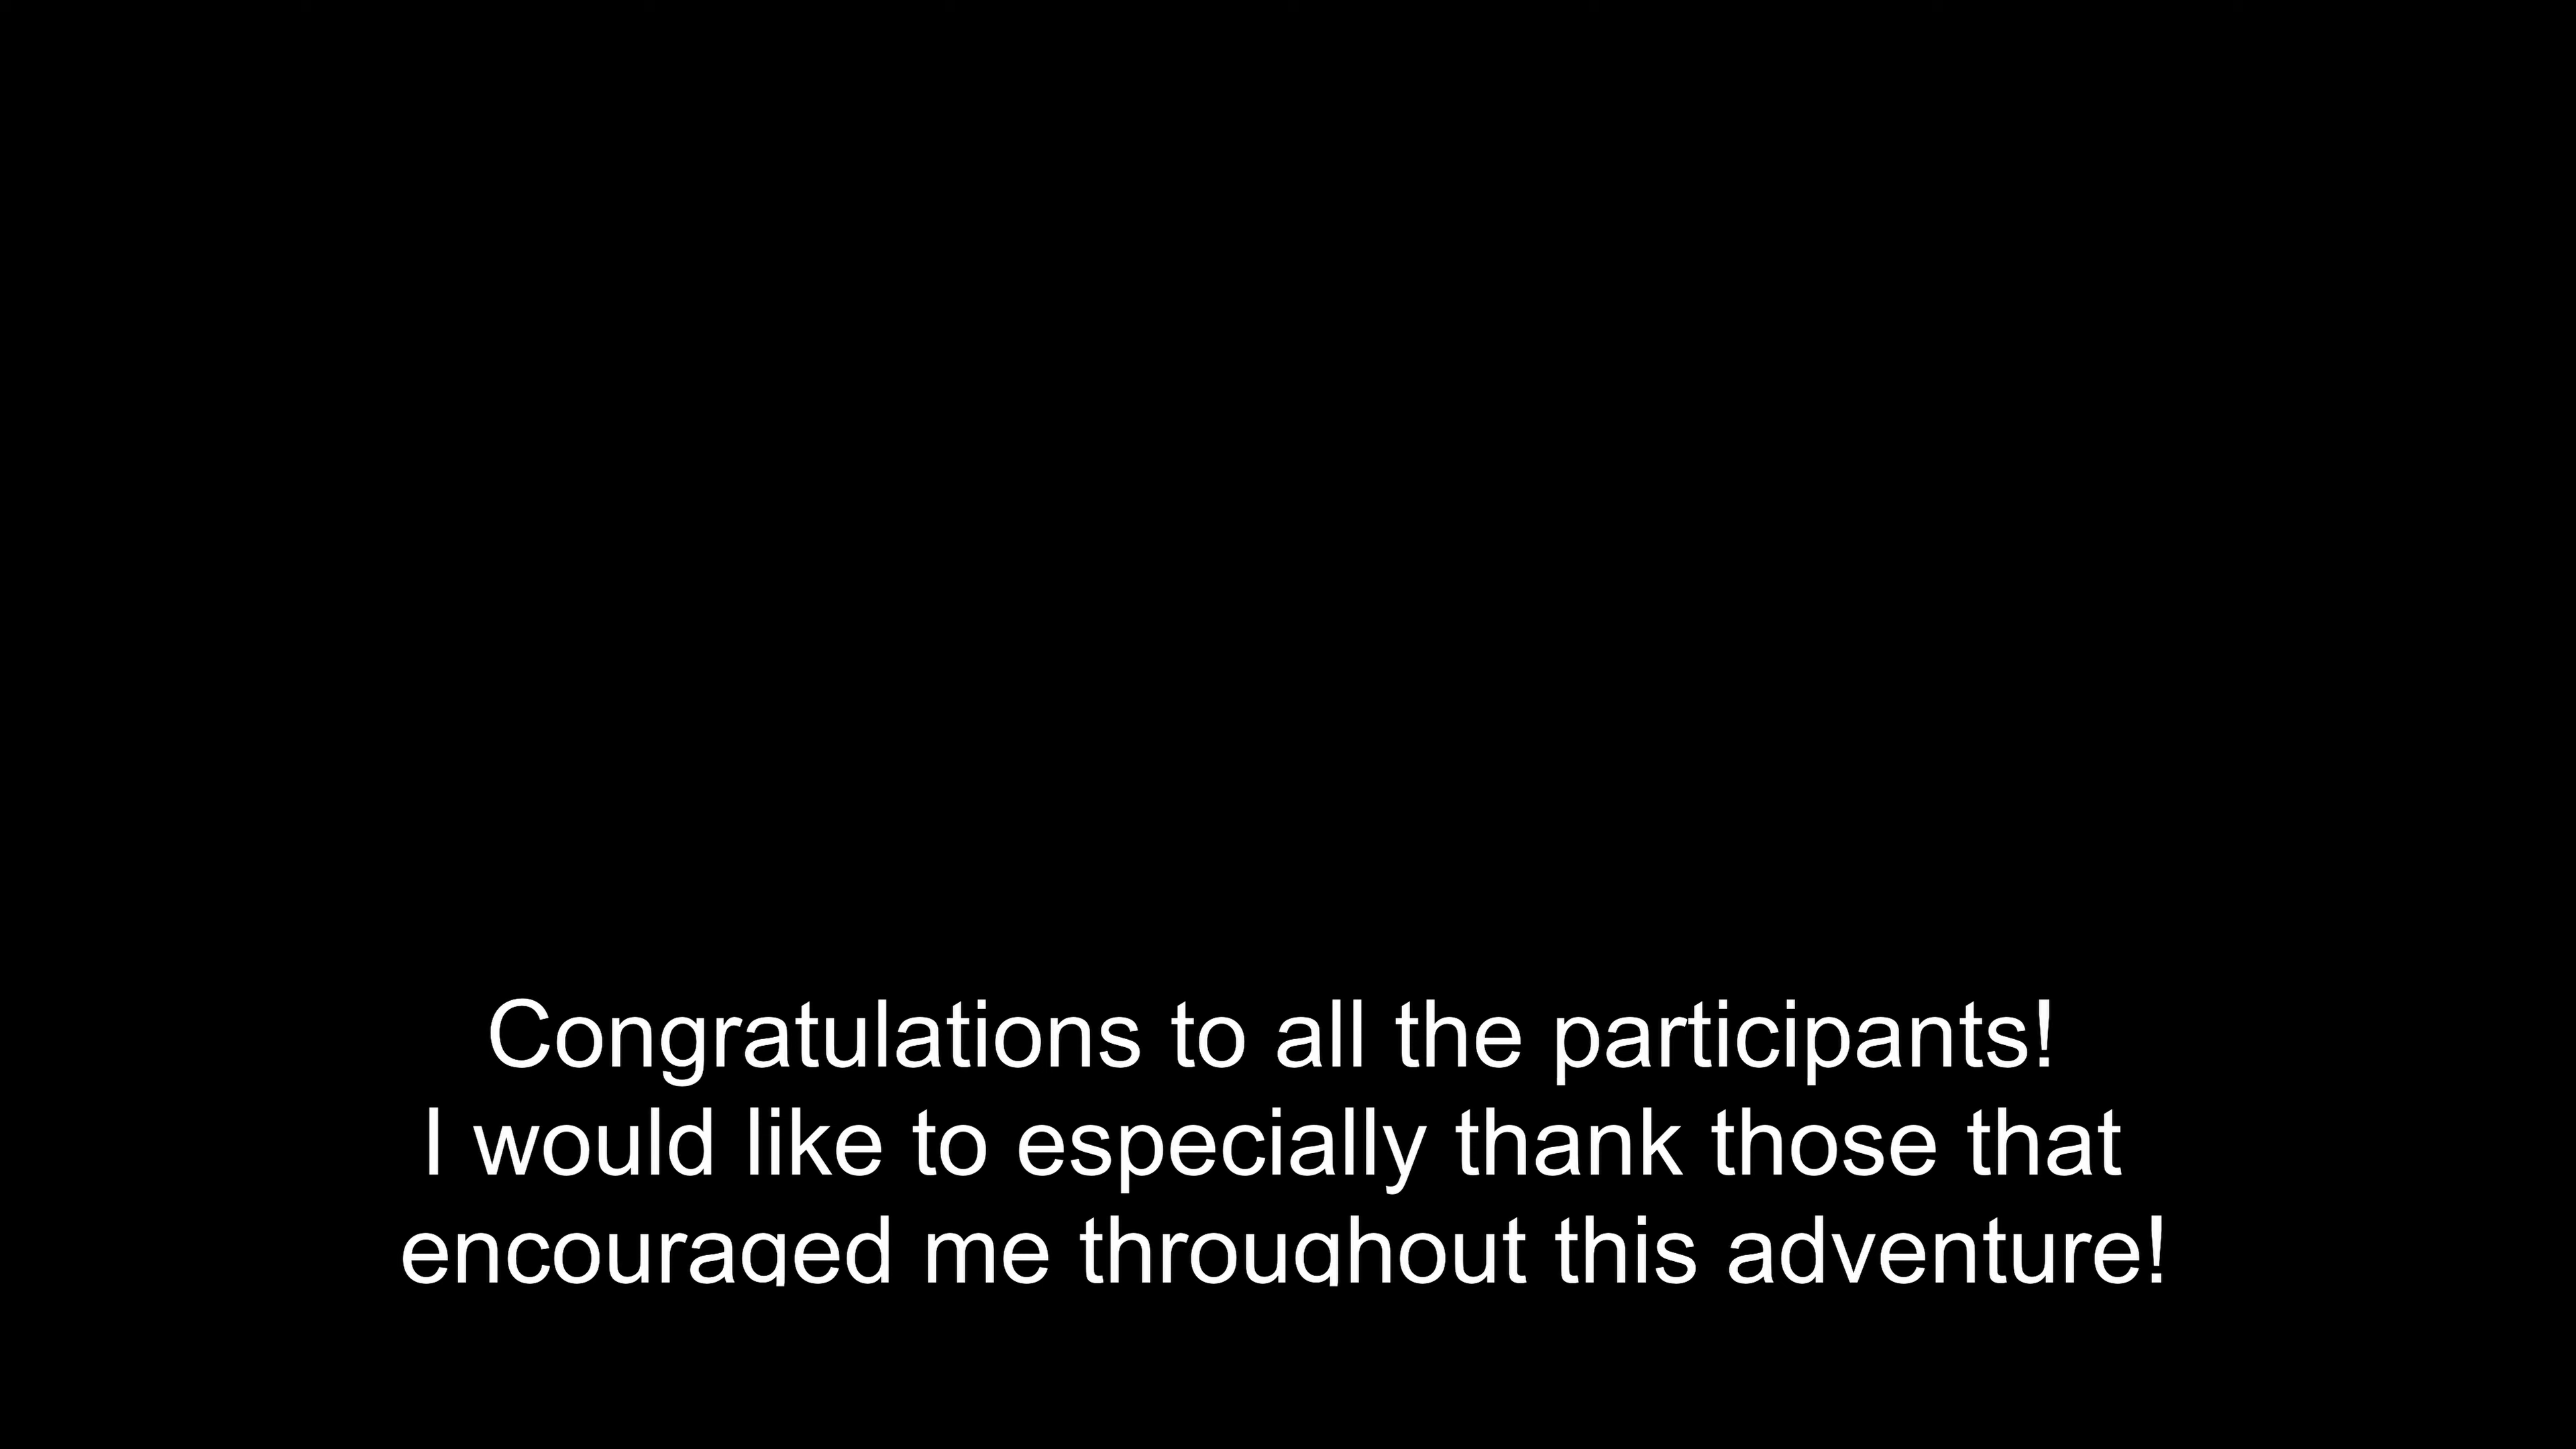 Congratulations to all the participants!
I would like to especially thank those that
encouraged me throughout this adventure!